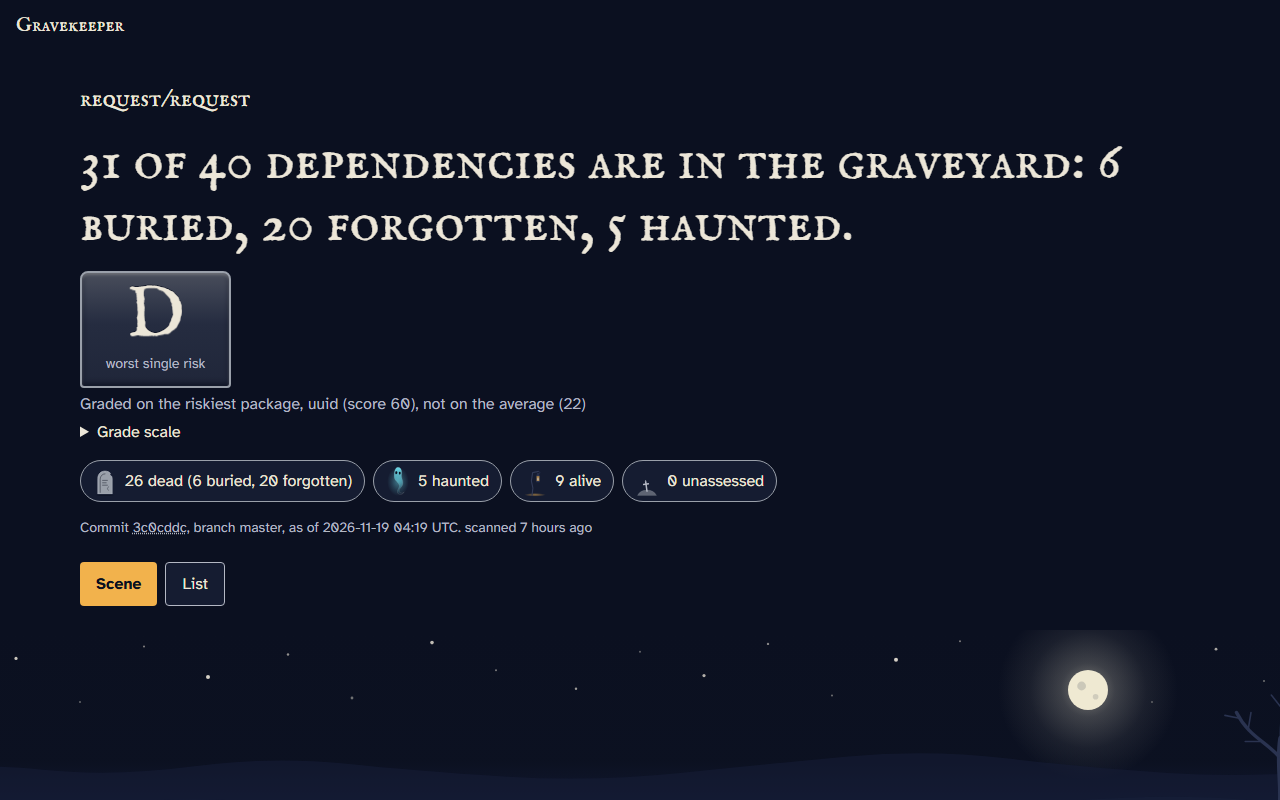 Gravekeeper
request/request
31 of 40 dependencies are in the graveyard: 6
buried, 20 forgotten, 5 haunted.
D
worst single risk
Graded on the riskiest package, uuid (score 60), not on the average (22)
Grade scale
26 dead (6 buried, 20 forgotten) 5 haunted 9 alive 0 unassessed
Commit 3c0cddc, branch master, as of 2026-11-19 04:19 UTC. scanned 7 hours ago
Scene List